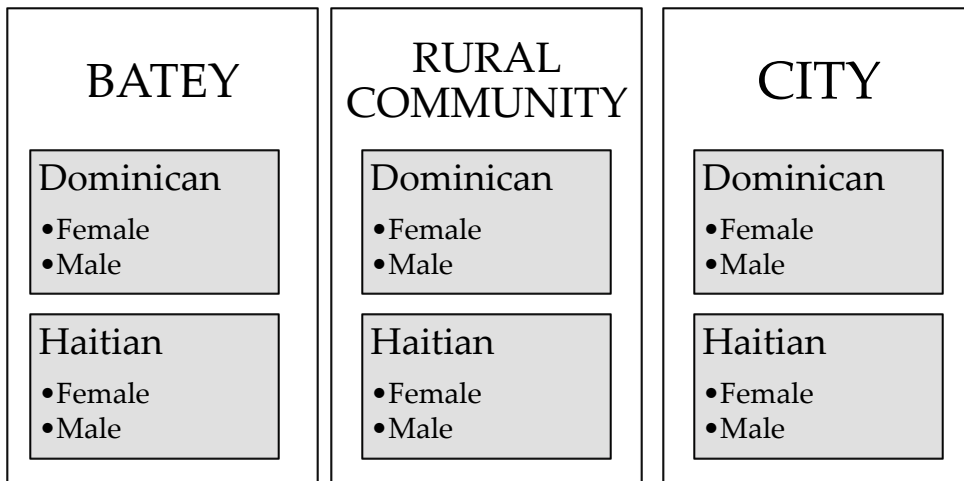 BATEY
Dominican
•Female
•Male
Haitian
•Female
•Male
RURAL
COMMUNITY
Dominican
•Female
•Male
Haitian
•Female
•Male
CITY
Dominican
•Female
•Male
Haitian
•Female
•Male